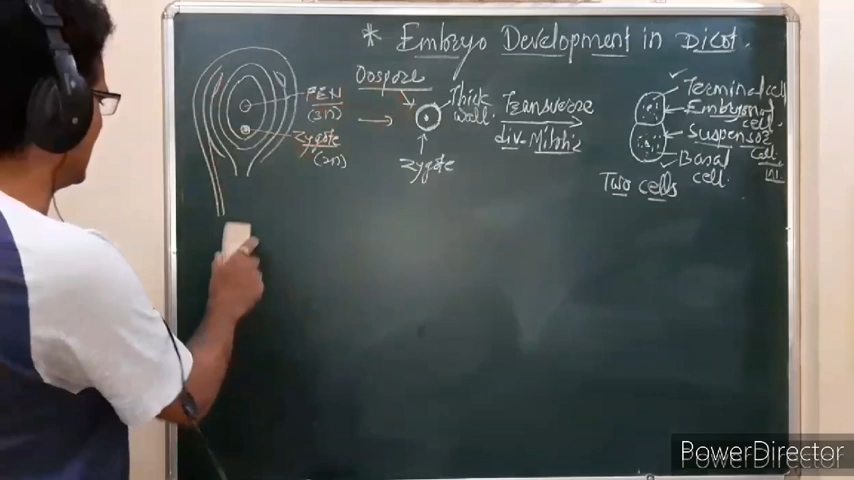 * Embryo Development in Dicot.
Oospore
PEN
(3n)
Zygote
(2n)
Thick
wall.
Zygote
Transverse
div. Mitotic
Terminal cell
Embryonal
cell.
Suspensor
cell.
Basal
cell.
Two cells
PowerDirector